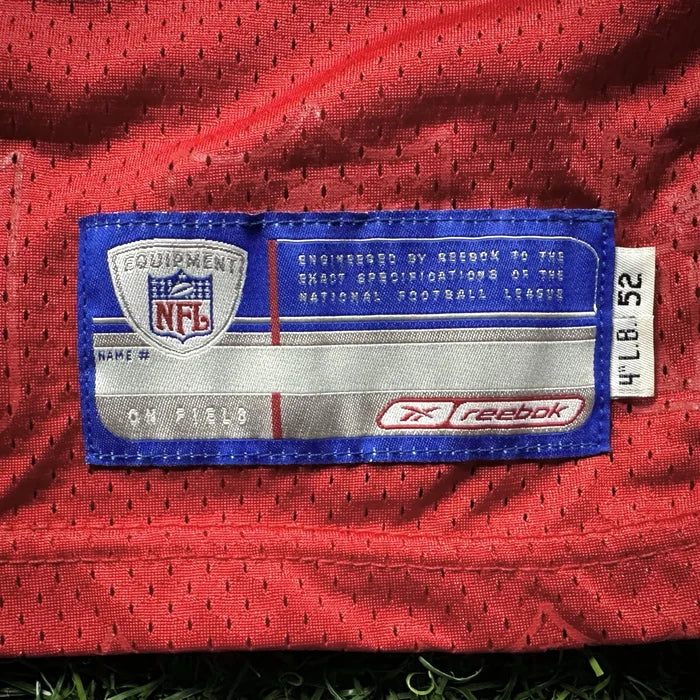 EQUIPMENT
NFL
ENGINEERED BY REEBOK TO THE
EXACT SPECIFICATIONS OF THE
NATIONAL FOOTBALL LEAGUE
NAME #
ON FIELD
reebok
4" L.B. 52